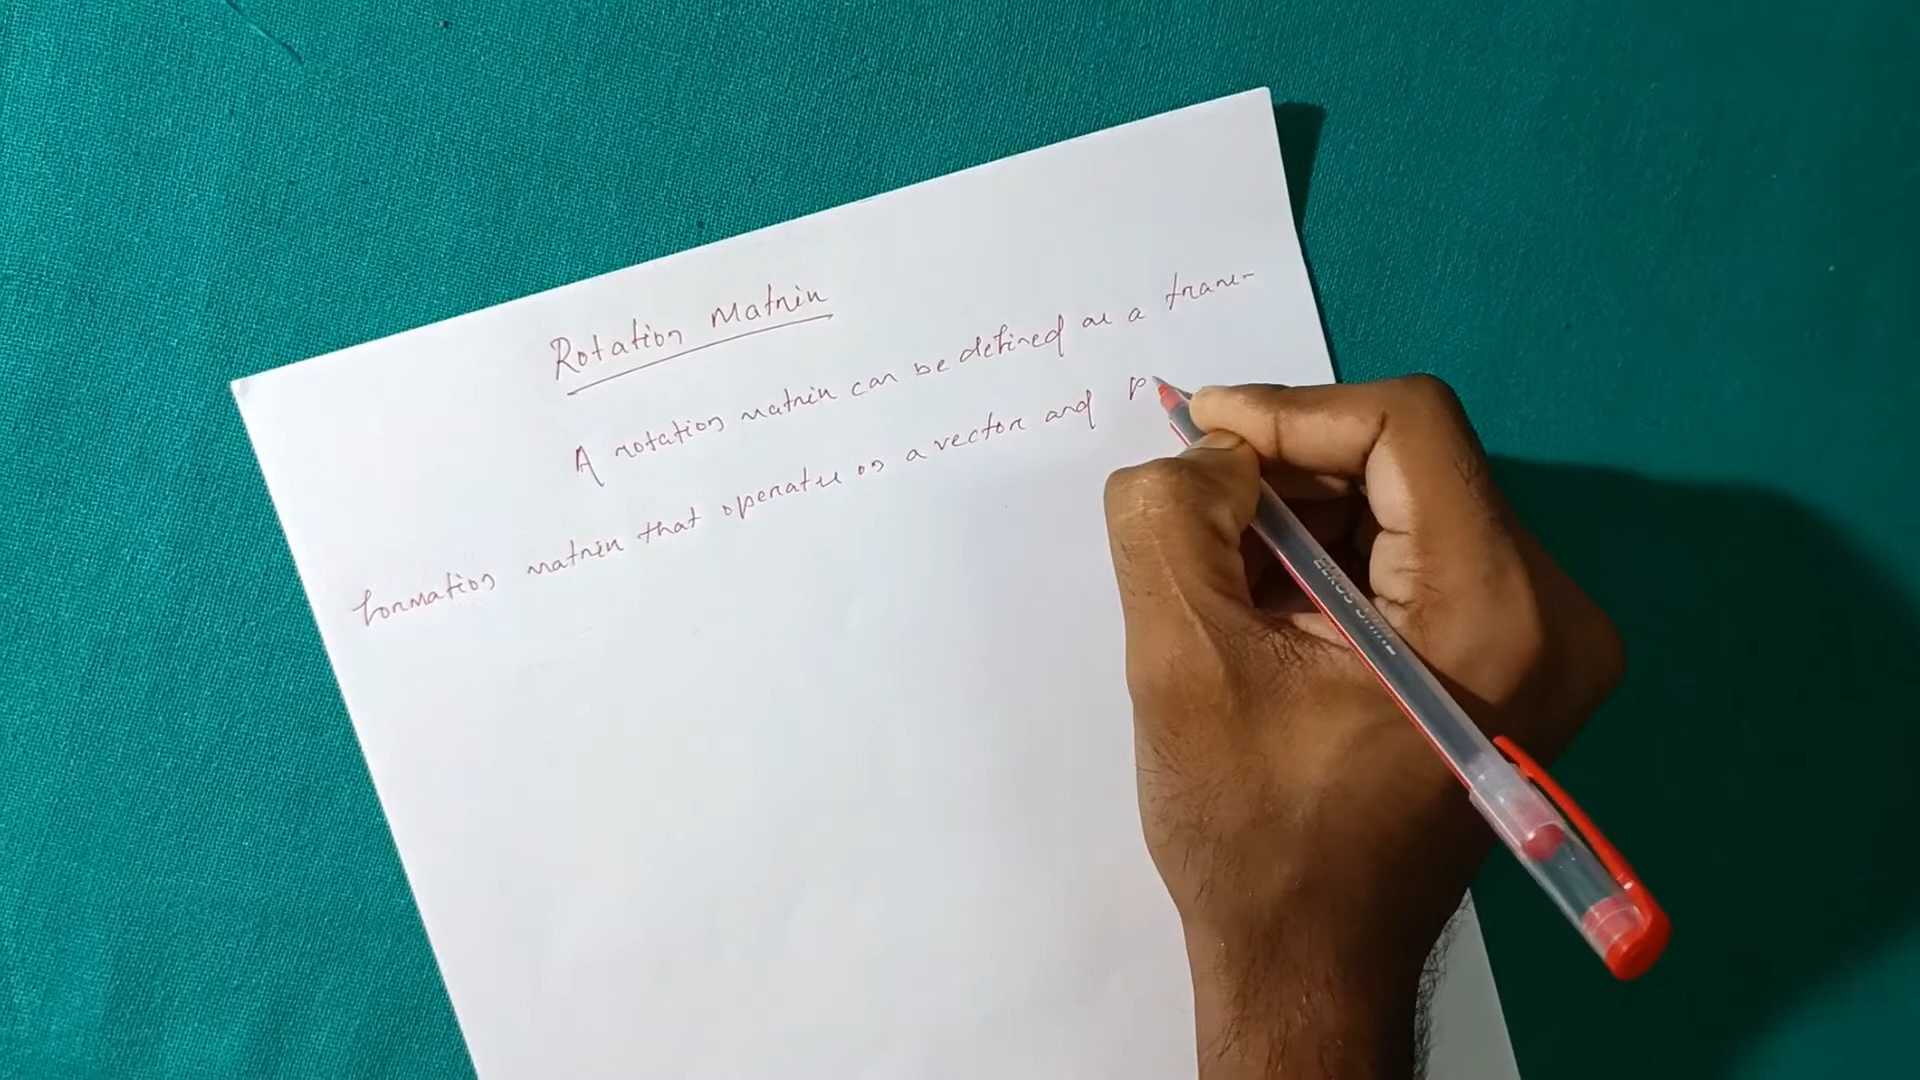 Rotation Matrix
A rotation matrix can be defined as a trans-
formation matrix that operates on a vector and P